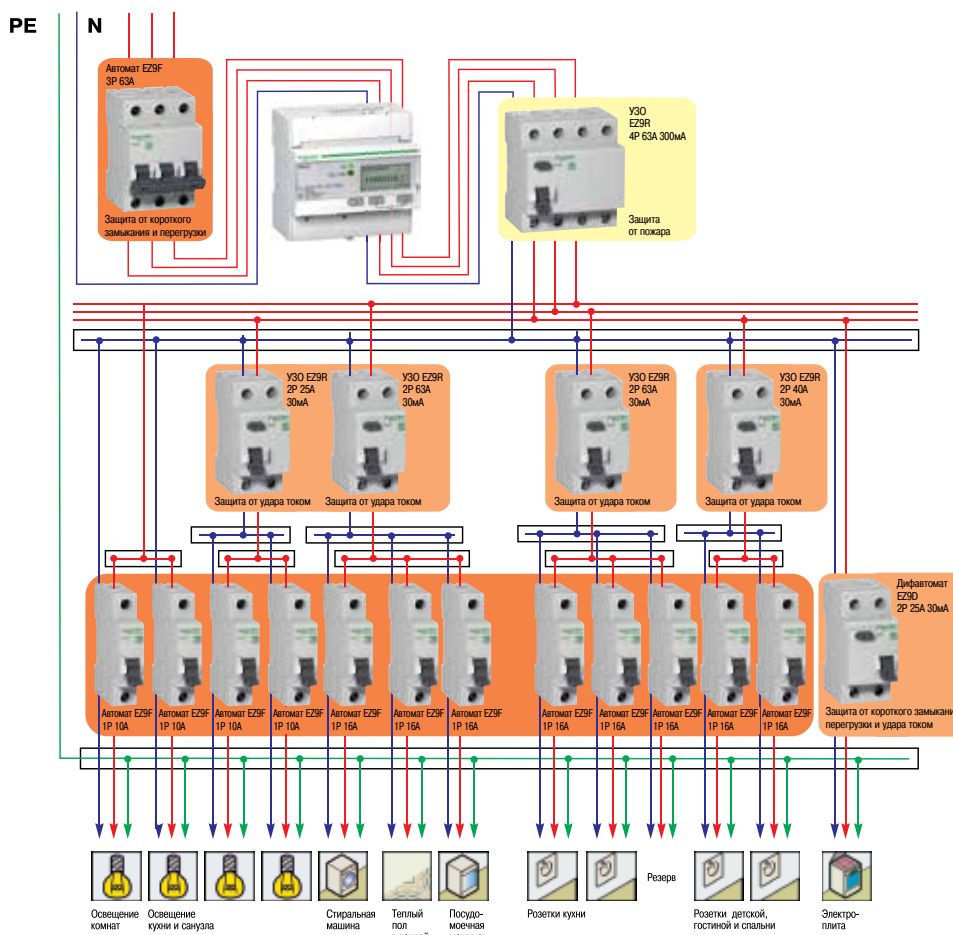 PE
N
Автомат EZ9F
3P 63A
Защита от короткого
замыкания и перегрузки
УЗО
EZ9R
4P 63A 300мA
Защита
от пожара
УЗО EZ9R
2P 25A
30мA
Защита от удара током
УЗО EZ9R
2P 63A
30мA
Защита от удара током
УЗО EZ9R
2P 63A
30мA
Защита от удара током
УЗО EZ9R
2P 40A
30мA
Защита от удара током
Автомат EZ9F
1P 10A
Автомат EZ9F
1P 10A
Автомат EZ9F
1P 10A
Автомат EZ9F
1P 10A
Автомат EZ9F
1P 16A
Автомат EZ9F
1P 16A
Автомат EZ9F
1P 16A
Автомат EZ9F
1P 16A
Автомат EZ9F
1P 16A
Автомат EZ9F
1P 16A
Автомат EZ9F
1P 16A
Автомат EZ9F
1P 16A
Дифавтомат
EZ9D
2P 25A 30мA
Защита от короткого замыкани
перегрузки и удара током
Освещение
комнат
Освещение
кухни и санузла
Стиральная
машина
Теплый
пол
Посудо-
моечная
Розетки кухни
Резерв
Розетки детской,
гостиной и спальни
Электро-
плита